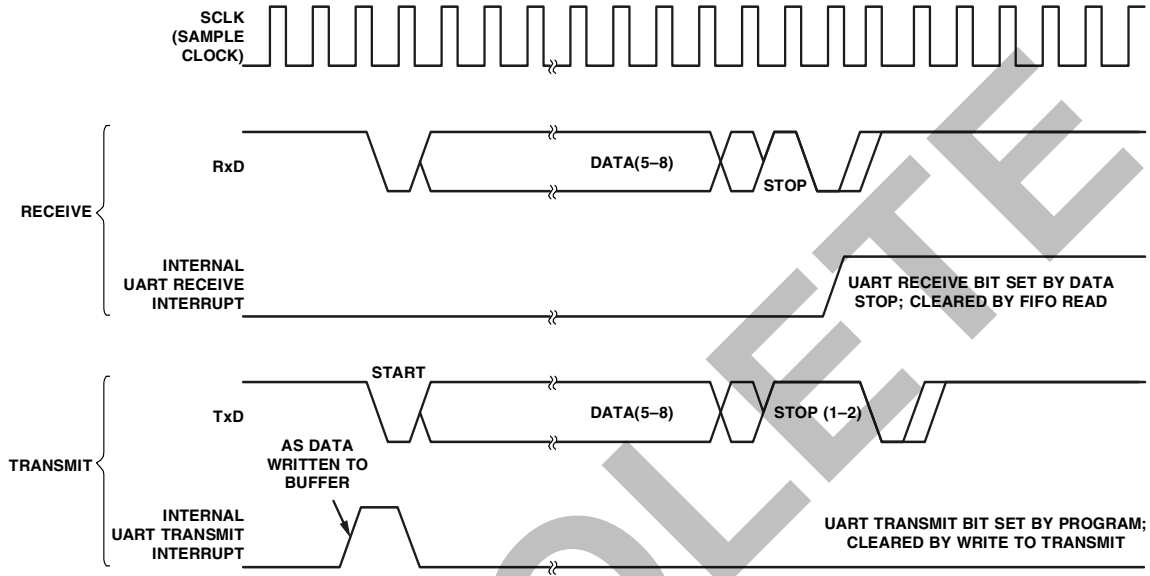 SCLK
(SAMPLE
CLOCK)
RxD
DATA(5–8)
STOP
RECEIVE
INTERNAL
UART RECEIVE
INTERRUPT
UART RECEIVE BIT SET BY DATA
STOP; CLEARED BY FIFO READ
START
TxD
DATA(5–8)
STOP (1–2)
AS DATA
WRITTEN TO
BUFFER
TRANSMIT
INTERNAL
UART TRANSMIT
INTERRUPT
UART TRANSMIT BIT SET BY PROGRAM;
CLEARED BY WRITE TO TRANSMIT
OLETE